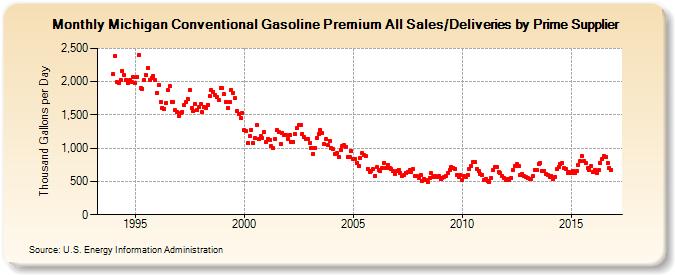 Monthly Michigan Conventional Gasoline Premium All Sales/Deliveries by Prime Supplier
Thousand Gallons per Day
2,500
2,000
1,500
1,000
500
0
1995 2000 2005 2010 2015
Source: U.S. Energy Information Administration